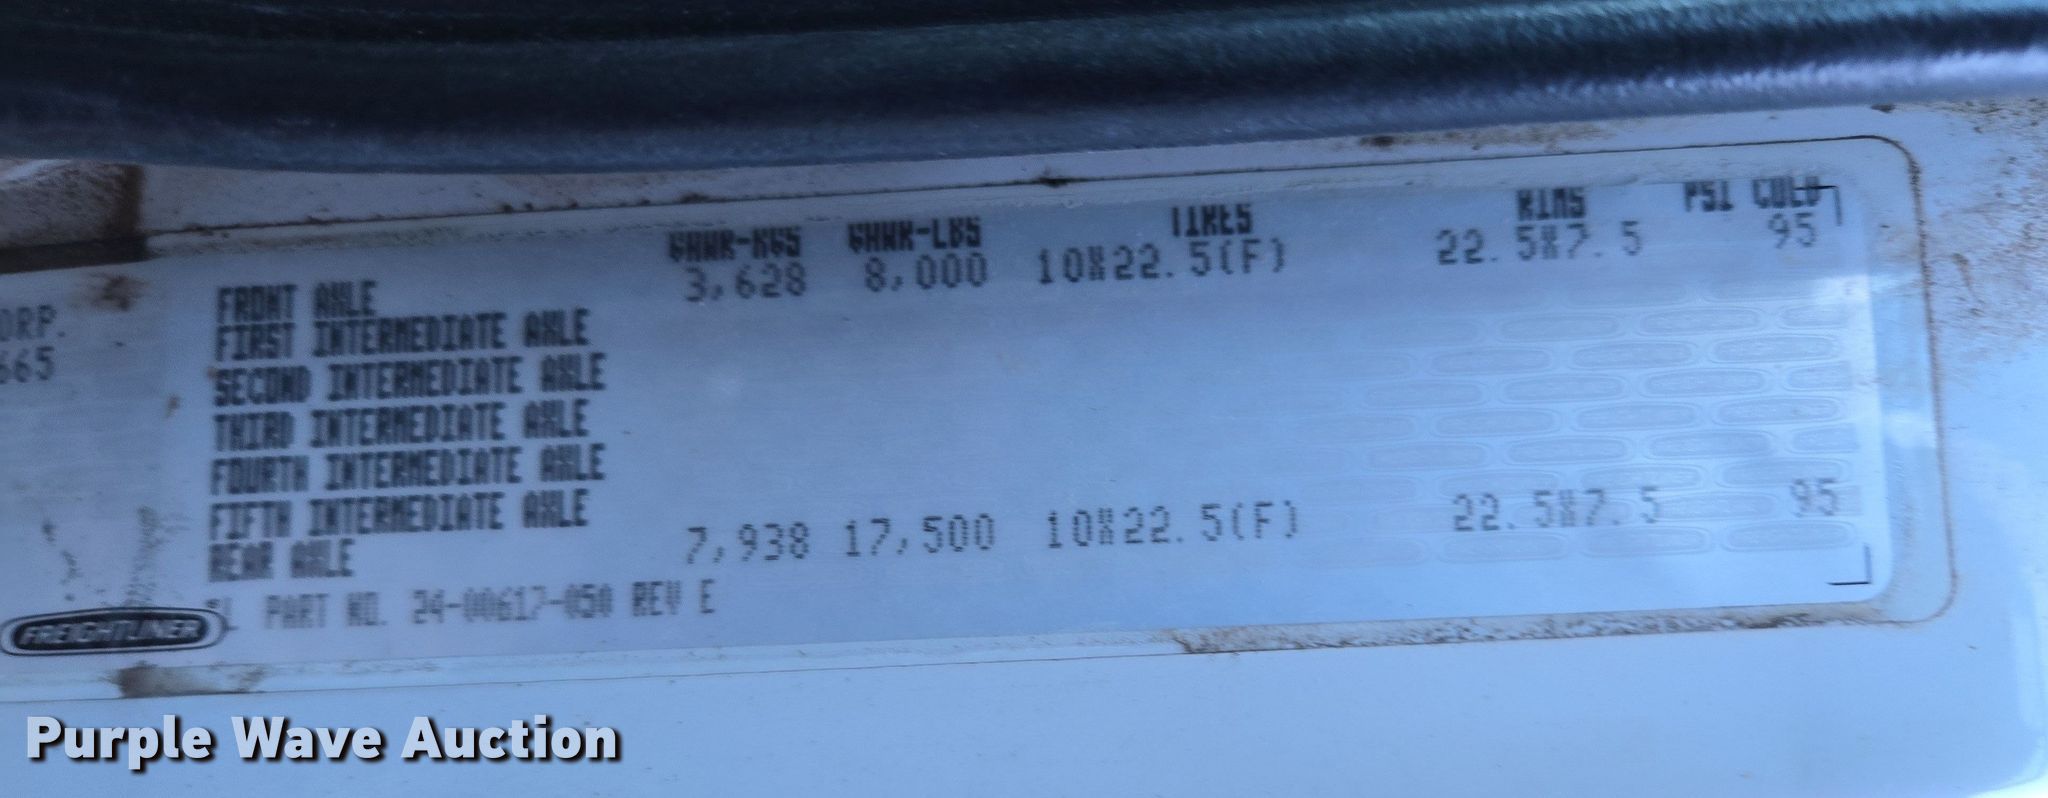 GAWR-KGS GAWR-LBS TIRES RIMS PSI COLD
FRONT AXLE 3,628 8,000 10X22.5(F) 22.5X7.5 95
FIRST INTERMEDIATE AXLE
ORP.
SECOND INTERMEDIATE AXLE
665
THIRD INTERMEDIATE AXLE
FOURTH INTERMEDIATE AXLE
FIFTH INTERMEDIATE AXLE
REAR AXLE 7,938 17,500 10X22.5(F) 22.5X7.5 95
PART NO. 24-00617-050 REV E
FREIGHTLINER
Purple Wave Auction